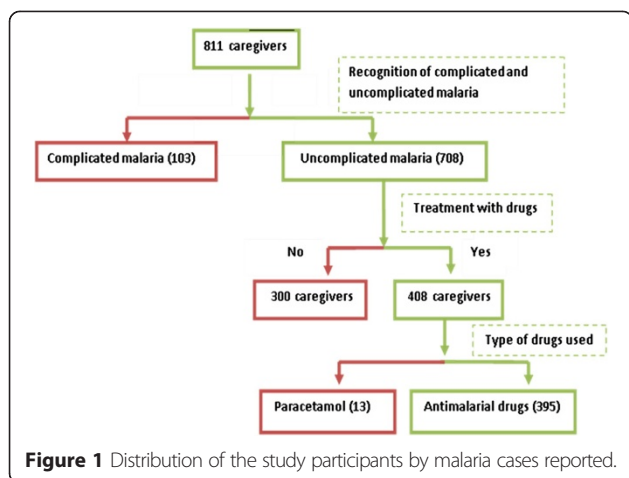 811 caregivers
Recognition of complicated and
uncomplicated malaria
Complicated malaria (103)
Uncomplicated malaria (708)
Treatment with drugs
No
Yes
300 caregivers
408 caregivers
Type of drugs used
Paracetamol (13)
Antimalarial drugs (395)
Figure 1 Distribution of the study participants by malaria cases reported.